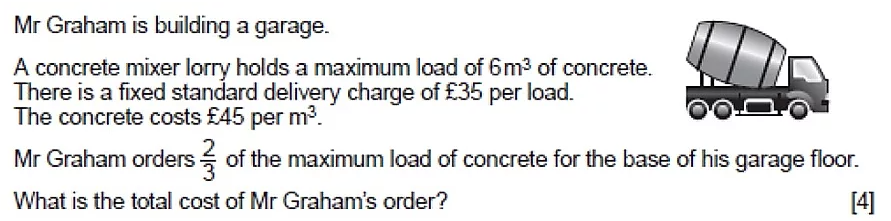 Mr Graham is building a garage.
A concrete mixer lorry holds a maximum load of 6m³ of concrete.
There is a fixed standard delivery charge of £35 per load.
The concrete costs £45 per m³.
Mr Graham orders 2/3 of the maximum load of concrete for the base of his garage floor.
What is the total cost of Mr Graham's order? [4]